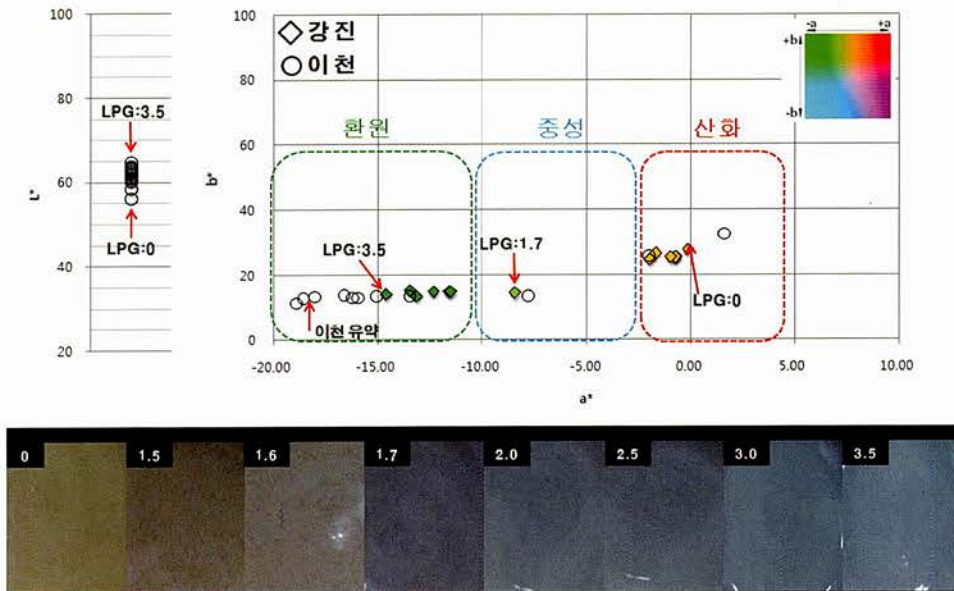 100
80
60
40
20
L*
LPG:3.5
LPG:0
100
80
60
40
20
0
b*
◇ 강진
○ 이천
-a +a
+b
-b
환원
중성
산화
LPG:3.5
LPG:1.7
LPG:0
이천 유약
-20.00 -15.00 -10.00 -5.00 0.00 5.00 10.00
a*
0 1.5 1.6 1.7 2.0 2.5 3.0 3.5